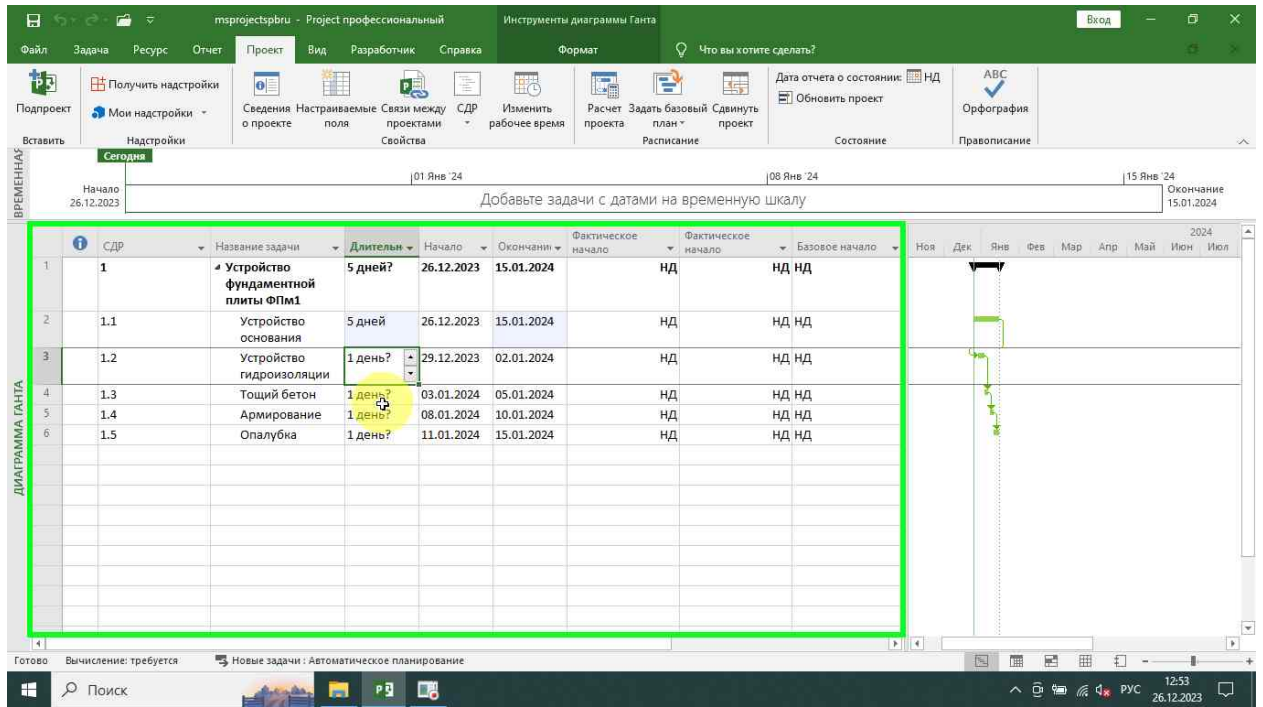 msprojectspbru - Project профессиональный
Инструменты диаграммы Ганта
Вход
Файл Задача Ресурс Отчет Проект Вид Разработчик Справка Формат Что вы хотите сделать?
Подпроект
Получить надстройки
Мои надстройки
Сведения о проекте
Настраиваемые поля
Связи между проектами
СДР
Изменить рабочее время
Расчет проекта
Задать базовый план
Сдвинуть проект
Дата отчета о состоянии: НД
Обновить проект
ABC
Орфография
Вставить Надстройки Свойства Расписание Состояние Правописание
ВРЕМЕННАЯ
Сегодня
01 Янв '24 08 Янв '24 15 Янв '24
Начало
26.12.2023
Добавьте задачи с датами на временную шкалу
Окончание
15.01.2024
ДИАГРАММА ГАНТА
СДР Название задачи Длительн Начало Окончани Фактическое начало Фактическое начало Базовое начало
2024
Ноя Дек Янв Фев Мар Апр Май Июн Июл
1 1 Устройство фундаментной плиты ФПм1 5 дней? 26.12.2023 15.01.2024 НД НД НД
2 1.1 Устройство основания 5 дней 26.12.2023 15.01.2024 НД НД НД
3 1.2 Устройство гидроизоляции 1 день? 29.12.2023 02.01.2024 НД НД НД
4 1.3 Тощий бетон 1 день? 03.01.2024 05.01.2024 НД НД НД
5 1.4 Армирование 1 день? 08.01.2024 10.01.2024 НД НД НД
6 1.5 Опалубка 1 день? 11.01.2024 15.01.2024 НД НД НД
Готово Вычисление: требуется Новые задачи : Автоматическое планирование
Поиск
РУС
12:53
26.12.2023